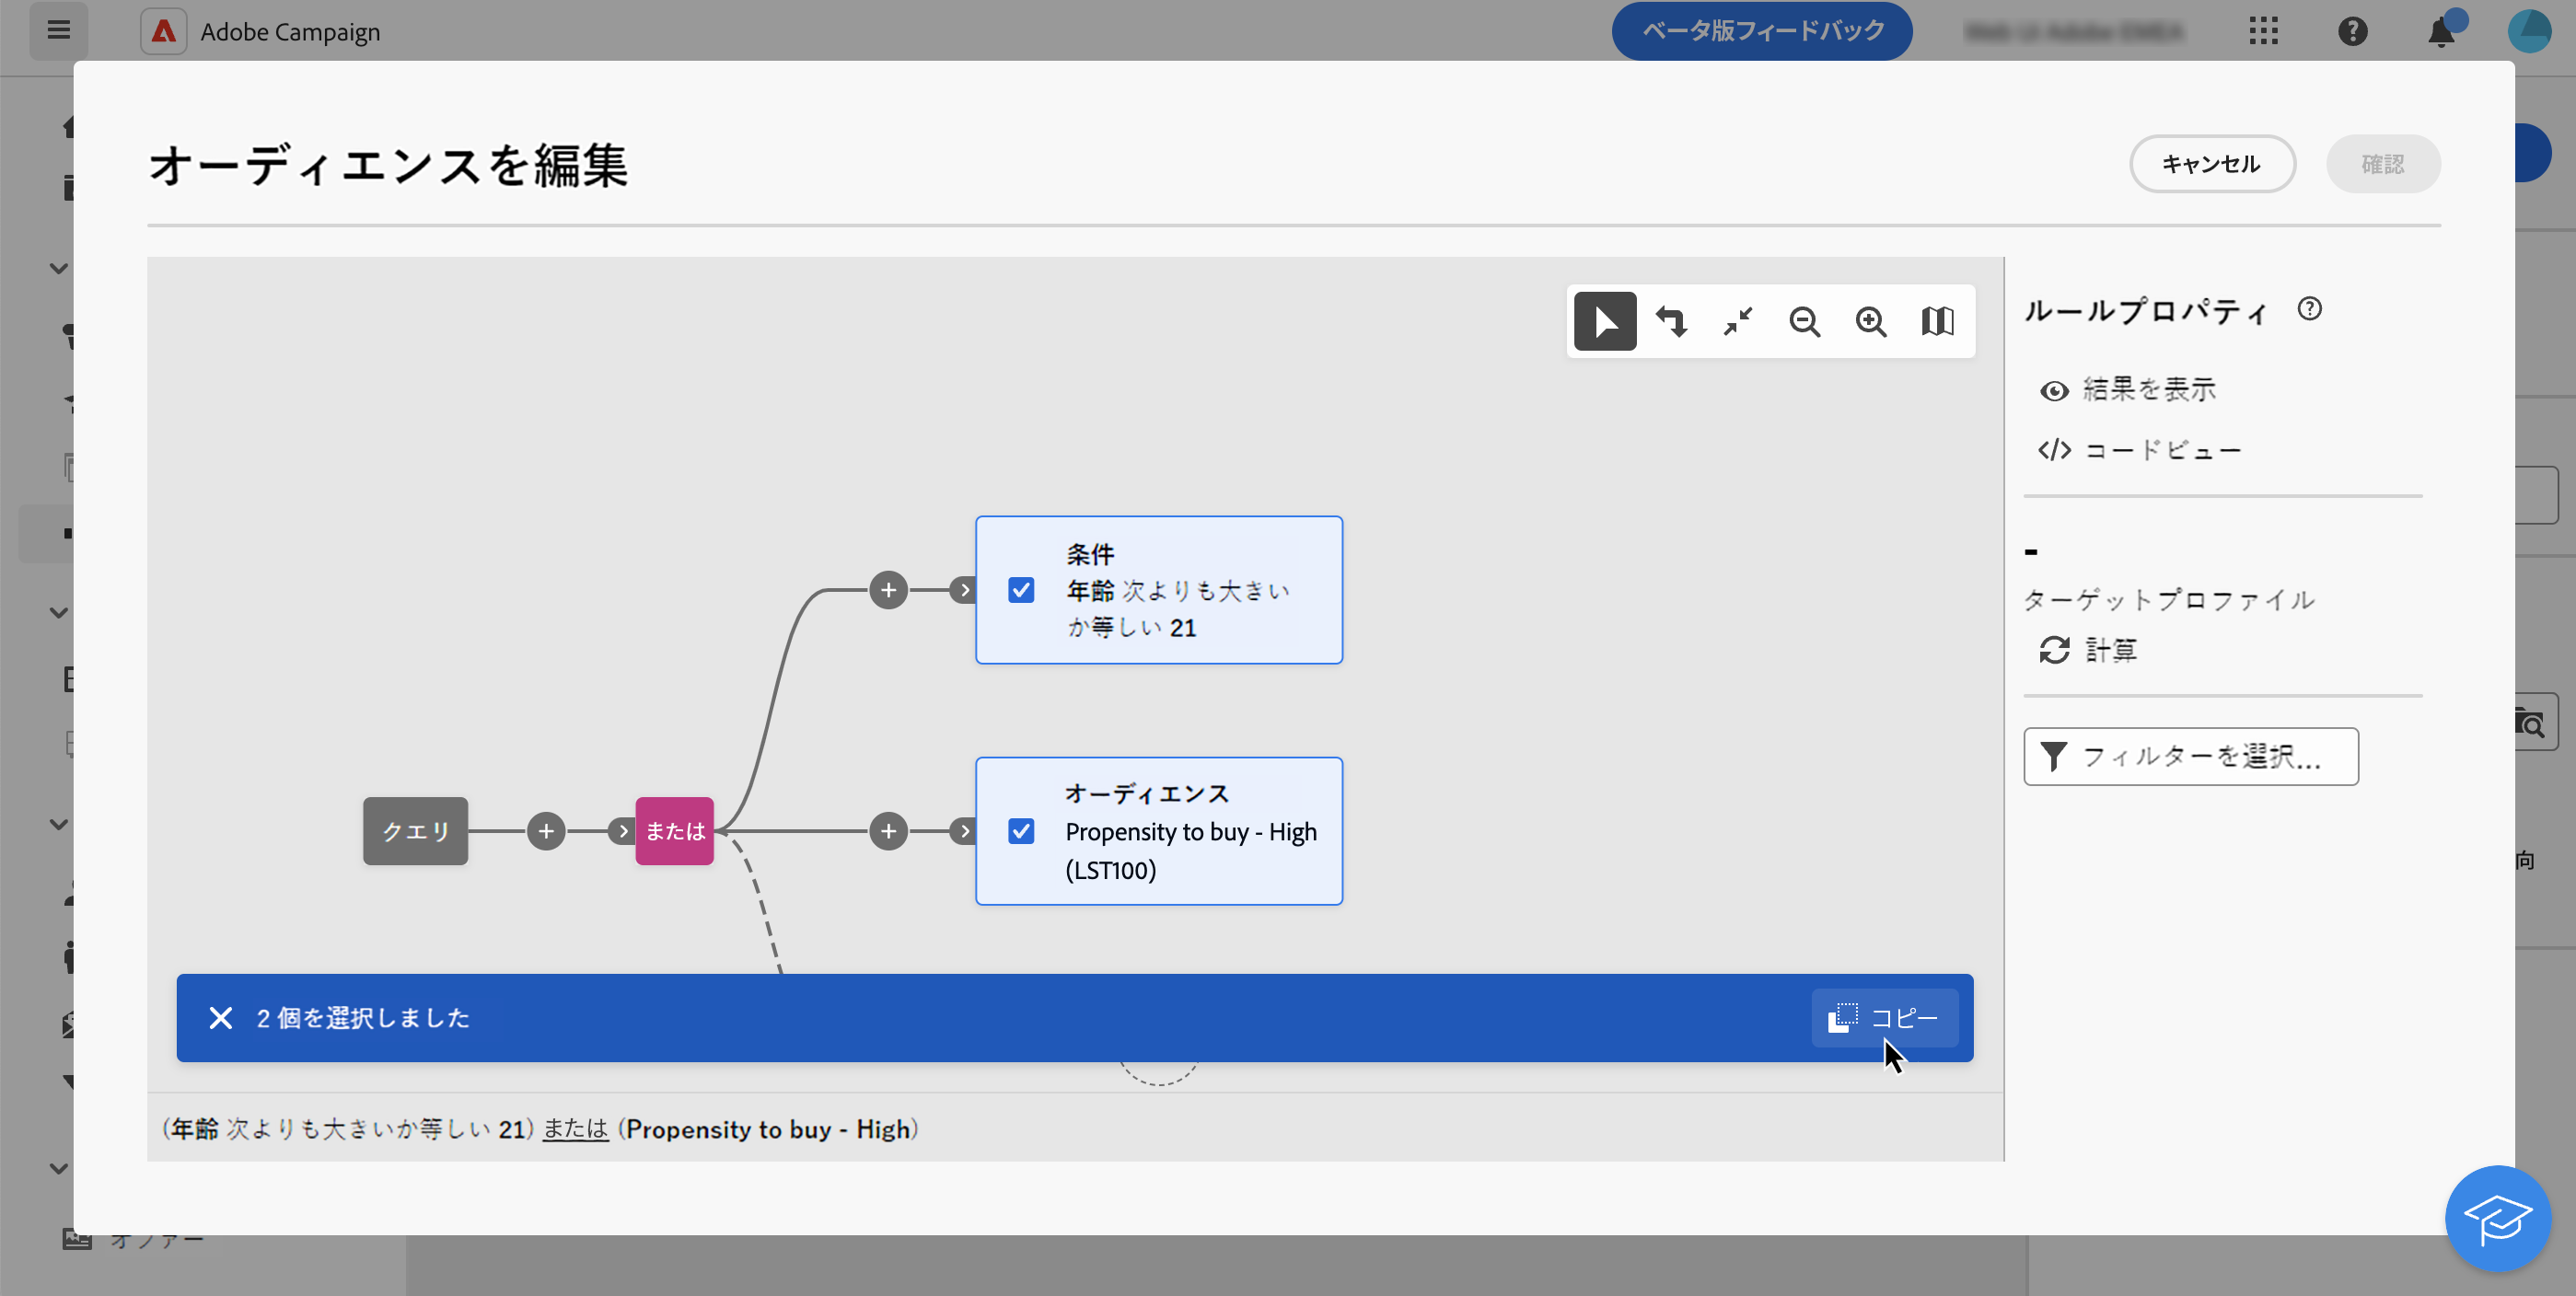 Adobe Campaign
ベータ版フィードバック
オーディエンスを編集
キャンセル
確認
ルールプロパティ
結果を表示
コードビュー
-
ターゲットプロファイル
計算
フィルターを選択...
条件
年齢 次よりも大きい
か等しい 21
クエリ
または
オーディエンス
Propensity to buy - High
(LST100)
向
2 個を選択しました
コピー
(年齢 次よりも大きいか等しい 21) または (Propensity to buy - High)
オファー